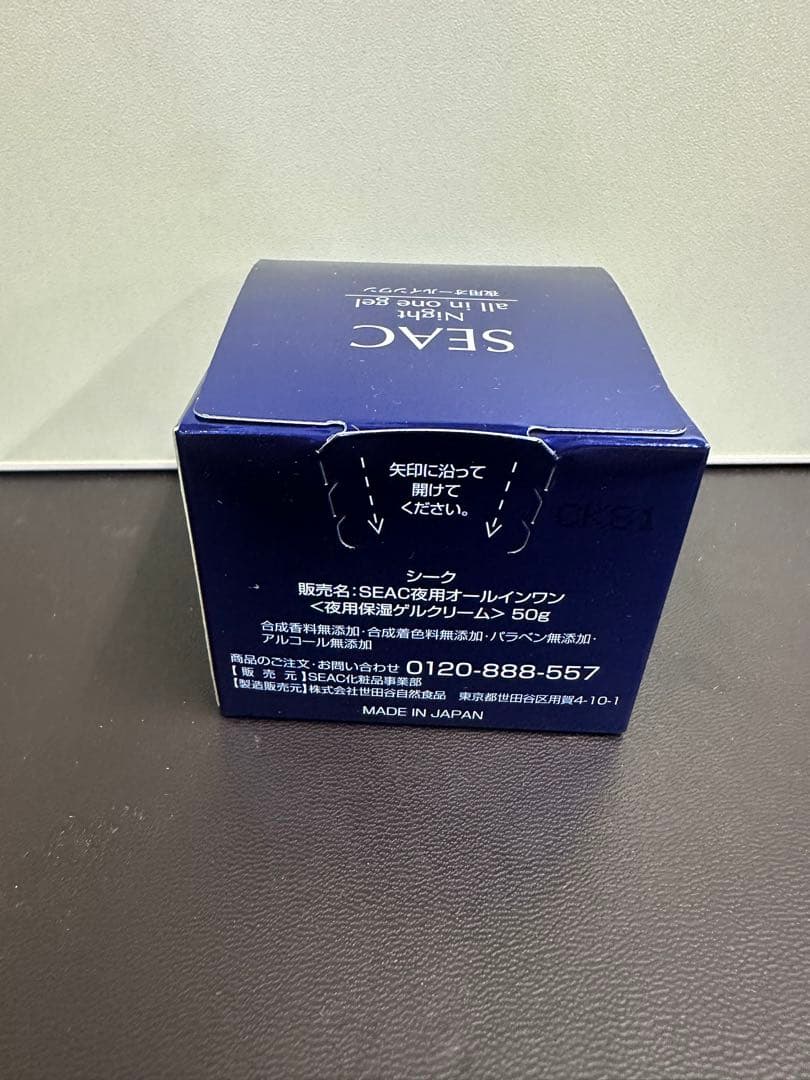 SEAC
Night
all in one gel
夜用オールインワン
矢印に沿って
開けて
ください。
CK81
シーク
販売名:SEAC夜用オールインワン
<夜用保湿ゲルクリーム> 50g
合成香料無添加・合成着色料無添加・パラベン無添加・
アルコール無添加
商品のご注文・お問い合わせ 0120-888-557
【販 売 元】SEAC化粧品事業部
【製造販売元】株式会社世田谷自然食品 東京都世田谷区用賀4-10-1
MADE IN JAPAN